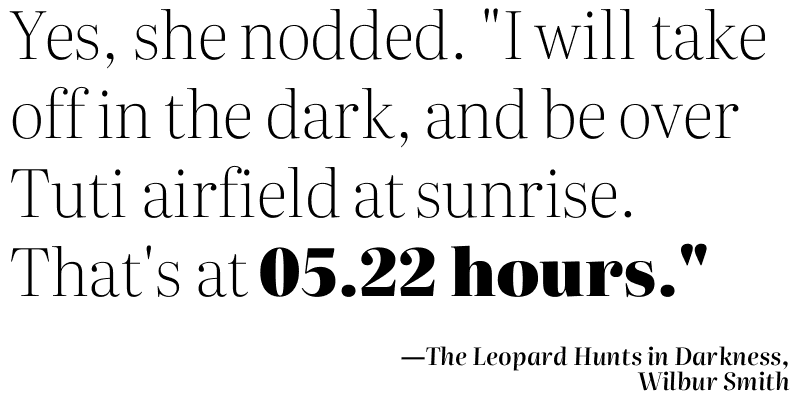 Yes, she nodded. "I will take
off in the dark, and be over
Tuti airfield at sunrise.
That's at 05.22 hours."
—The Leopard Hunts in Darkness,
Wilbur Smith